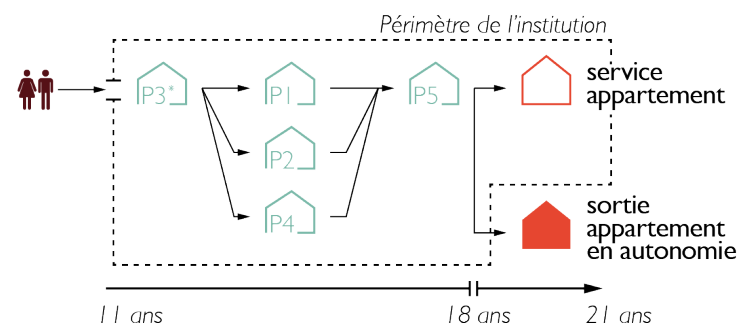 Périmètre de l'institution
P3*
P1
P5
service
appartement
P2
P4
sortie
appartement
en autonomie
11 ans
18 ans
21 ans